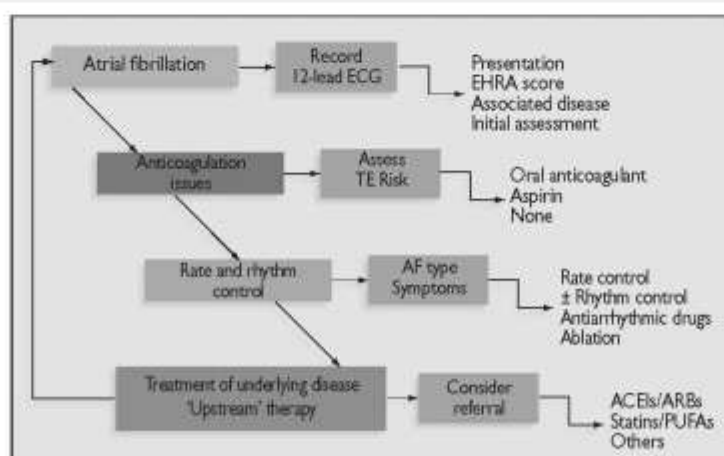 Atrial fibrillation
Record
12-lead ECG
Presentation
EHRA score
Associated disease
Initial assessment
Anticoagulation
issues
Assess
TE Risk
Oral anticoagulant
Aspirin
None
Rate and rhythm
control
AF type
Symptoms
Rate control
± Rhythm control
Antiarrhythmic drugs
Ablation
Treatment of underlying disease
'Upstream' therapy
Consider
referral
ACEIs/ARBs
Statins/PUFAs
Others